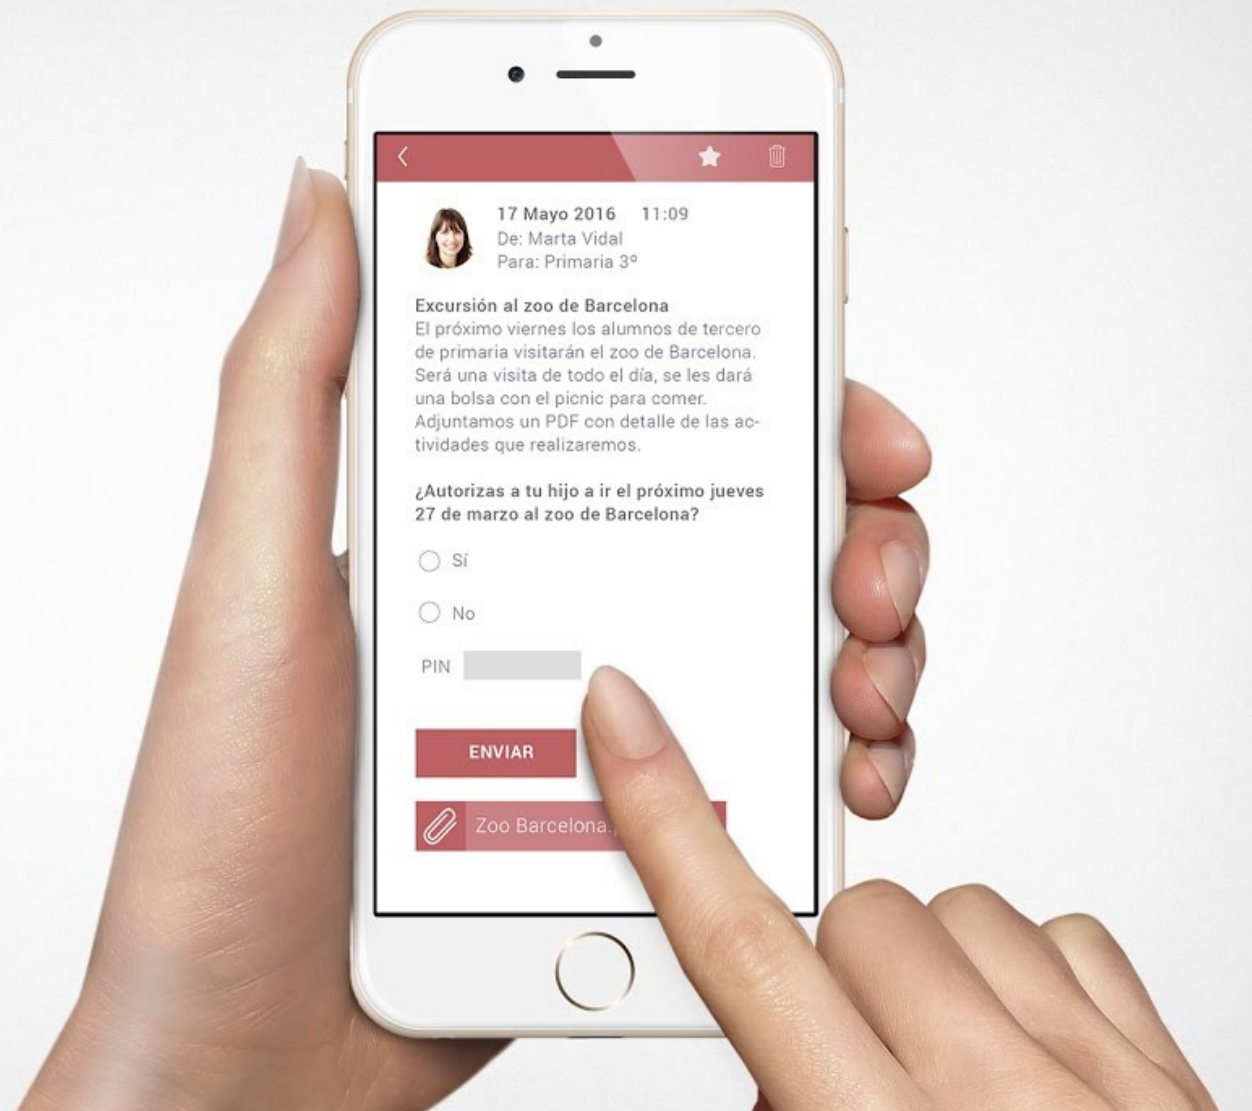 17 Mayo 2016 11:09
De: Marta Vidal
Para: Primaria 3º
Excursión al zoo de Barcelona
El próximo viernes los alumnos de tercero
de primaria visitarán el zoo de Barcelona.
Será una visita de todo el día, se les dará
una bolsa con el picnic para comer.
Adjuntamos un PDF con detalle de las ac-
tividades que realizaremos.
¿Autorizas a tu hijo a ir el próximo jueves
27 de marzo al zoo de Barcelona?
Sí
No
PIN
ENVIAR
Zoo Barcelona.